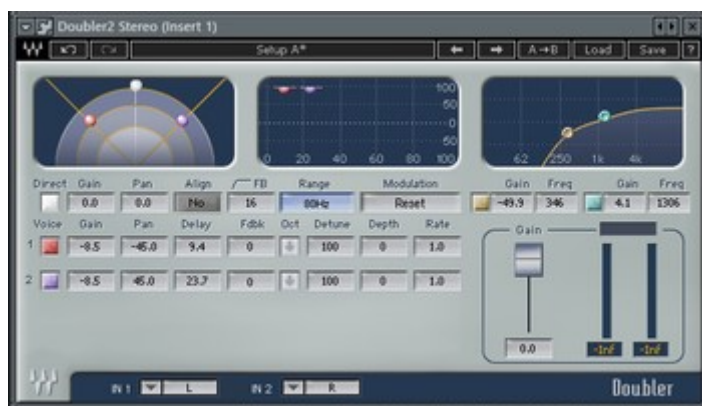 Doubler2 Stereo (Insert 1)
Setup A*
A→B Load Save ?
100
50
0
50
0 20 40 60 80 100
62 250 1k 4k
Direct Gain Pan Align FB Range Modulation Gain Freq Gain Freq
0.0 0.0 No 16 80Hz Reset -49.9 346 4.1 1306
Voice Gain Pan Delay Fdbk Oct Detune Depth Rate
1 -8.5 -45.0 9.4 0 100 0 1.0
2 -8.5 45.0 23.7 0 100 0 1.0
Gain
0.0 -Inf -Inf
IN 1 L IN 2 R Doubler